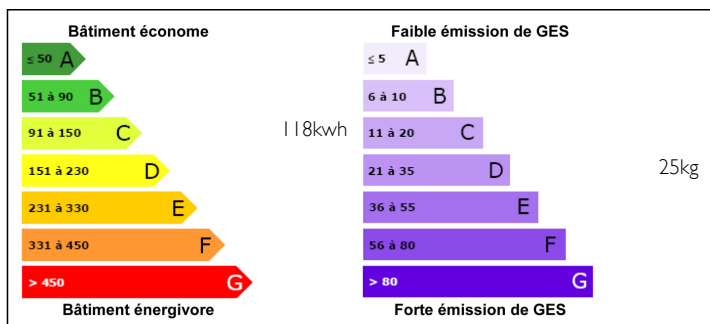 Bâtiment économe
≤ 50 A
51 à 90 B
91 à 150 C
118kwh
151 à 230 D
231 à 330 E
331 à 450 F
> 450 G
Bâtiment énergivore
Faible émission de GES
≤ 5 A
6 à 10 B
11 à 20 C
21 à 35 D
25kg
36 à 55 E
56 à 80 F
> 80 G
Forte émission de GES